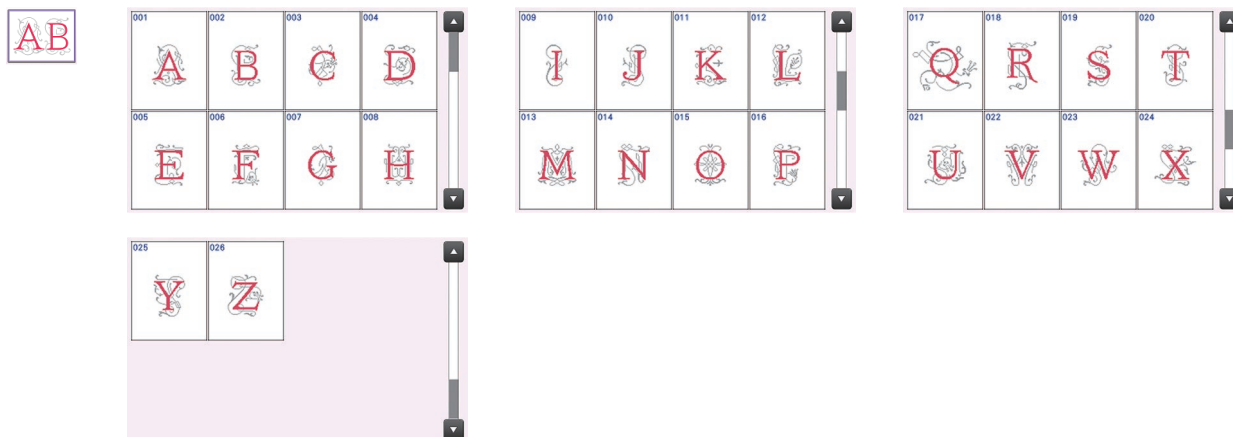 AB
001 002 003 004
A B C D
005 006 007 008
E F G H
009 010 011 012
I J K L
013 014 015 016
M N O P
017 018 019 020
Q R S T
021 022 023 024
U V W X
025 026
Y Z